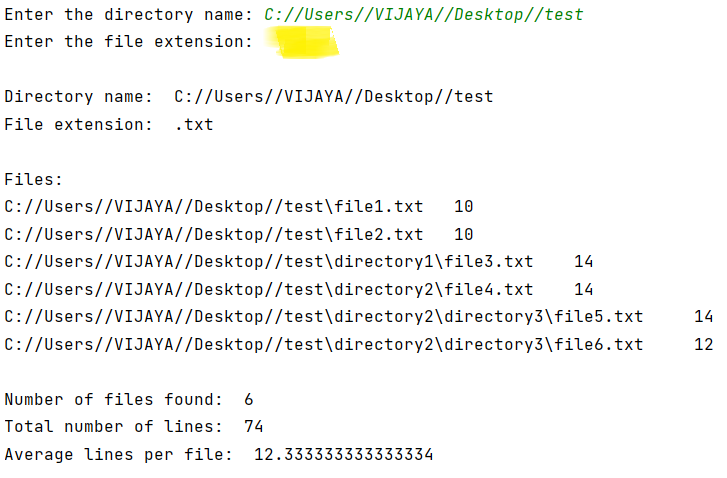 Enter the directory name: C://Users//VIJAYA//Desktop//test
Enter the file extension:
Directory name:  C://Users//VIJAYA//Desktop//test
File extension:  .txt
Files:
C://Users//VIJAYA//Desktop//test\file1.txt   10
C://Users//VIJAYA//Desktop//test\file2.txt   10
C://Users//VIJAYA//Desktop//test\directory1\file3.txt    14
C://Users//VIJAYA//Desktop//test\directory2\file4.txt    14
C://Users//VIJAYA//Desktop//test\directory2\directory3\file5.txt     14
C://Users//VIJAYA//Desktop//test\directory2\directory3\file6.txt     12
Number of files found:  6
Total number of lines:  74
Average lines per file:  12.333333333333334